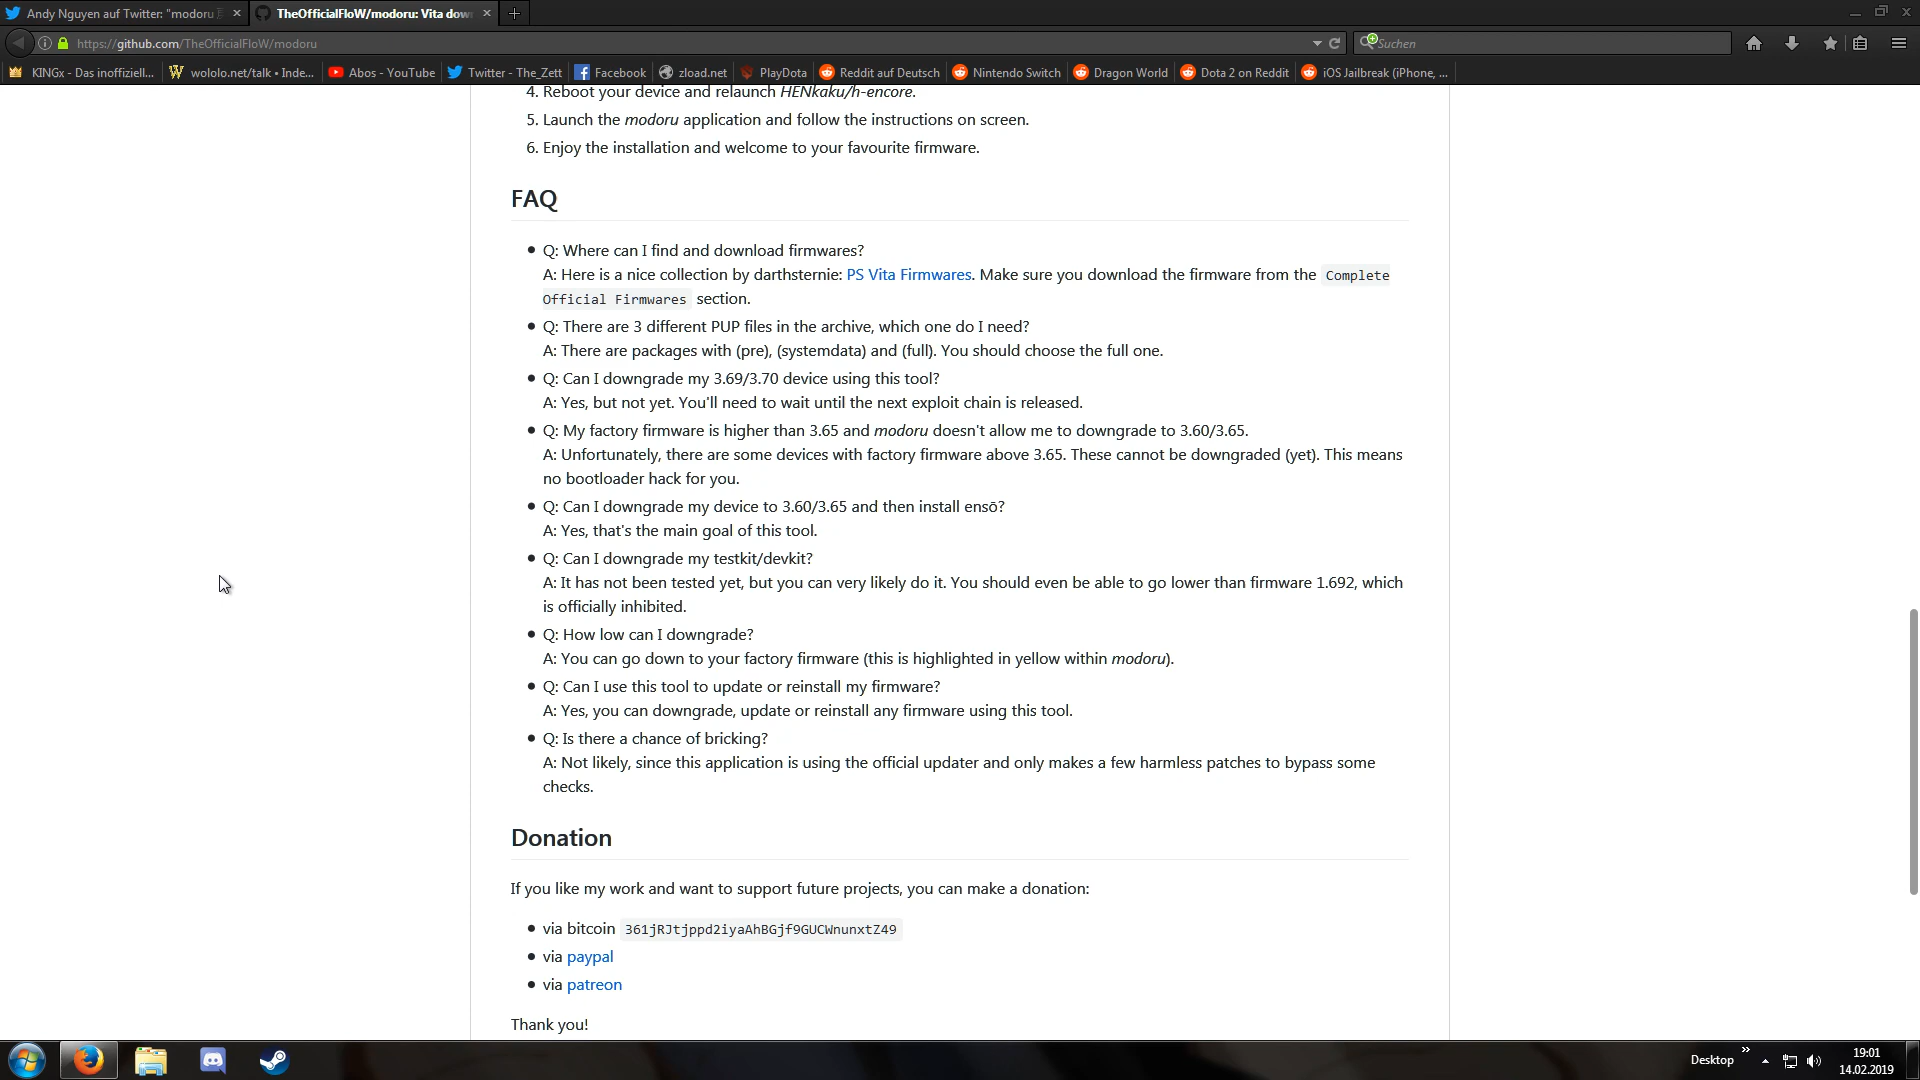 Andy Nguyen auf Twitter: "modoru
TheOfficialFloW/modoru: Vita dow
https://github.com/TheOfficialFloW/modoru
Suchen
KINGx - Das inoffiziell...
wololo.net/talk • Inde...
Abos - YouTube
Twitter - The_Zett
Facebook
zload.net
PlayDota
Reddit auf Deutsch
Nintendo Switch
Dragon World
Dota 2 on Reddit
iOS Jailbreak (iPhone, ...
4. Reboot your device and relaunch HENkaku/h-encore.
5. Launch the modoru application and follow the instructions on screen.
6. Enjoy the installation and welcome to your favourite firmware.
FAQ
• Q: Where can I find and download firmwares?
A: Here is a nice collection by darthsternie: PS Vita Firmwares. Make sure you download the firmware from the Complete
Official Firmwares section.
• Q: There are 3 different PUP files in the archive, which one do I need?
A: There are packages with (pre), (systemdata) and (full). You should choose the full one.
• Q: Can I downgrade my 3.69/3.70 device using this tool?
A: Yes, but not yet. You'll need to wait until the next exploit chain is released.
• Q: My factory firmware is higher than 3.65 and modoru doesn't allow me to downgrade to 3.60/3.65.
A: Unfortunately, there are some devices with factory firmware above 3.65. These cannot be downgraded (yet). This means
no bootloader hack for you.
• Q: Can I downgrade my device to 3.60/3.65 and then install ensō?
A: Yes, that's the main goal of this tool.
• Q: Can I downgrade my testkit/devkit?
A: It has not been tested yet, but you can very likely do it. You should even be able to go lower than firmware 1.692, which
is officially inhibited.
• Q: How low can I downgrade?
A: You can go down to your factory firmware (this is highlighted in yellow within modoru).
• Q: Can I use this tool to update or reinstall my firmware?
A: Yes, you can downgrade, update or reinstall any firmware using this tool.
• Q: Is there a chance of bricking?
A: Not likely, since this application is using the official updater and only makes a few harmless patches to bypass some
checks.
Donation
If you like my work and want to support future projects, you can make a donation:
• via bitcoin 361jRJtjppd2iyaAhBGjf9GUCWnunxtZ49
• via paypal
• via patreon
Thank you!
Desktop
19:01
14.02.2019